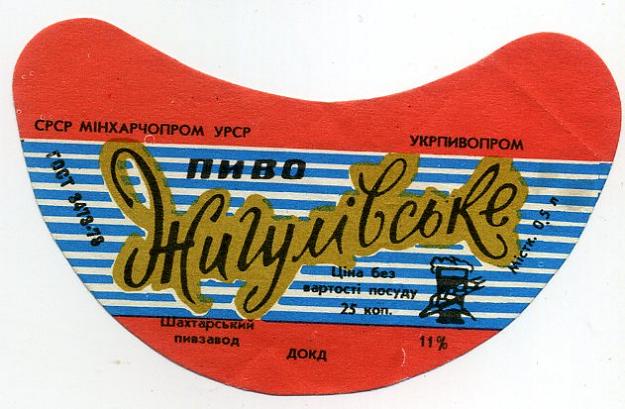 СРСР МІНХАРЧОПРОМ УРСР
УКРПИВОПРОМ
ГОСТ 3473-78
пиво
Жигулівське
Містк. 0,5 л
Ціна без
вартості посуду
25 коп.
Шахтарський
пивзавод
ДОКД
11%